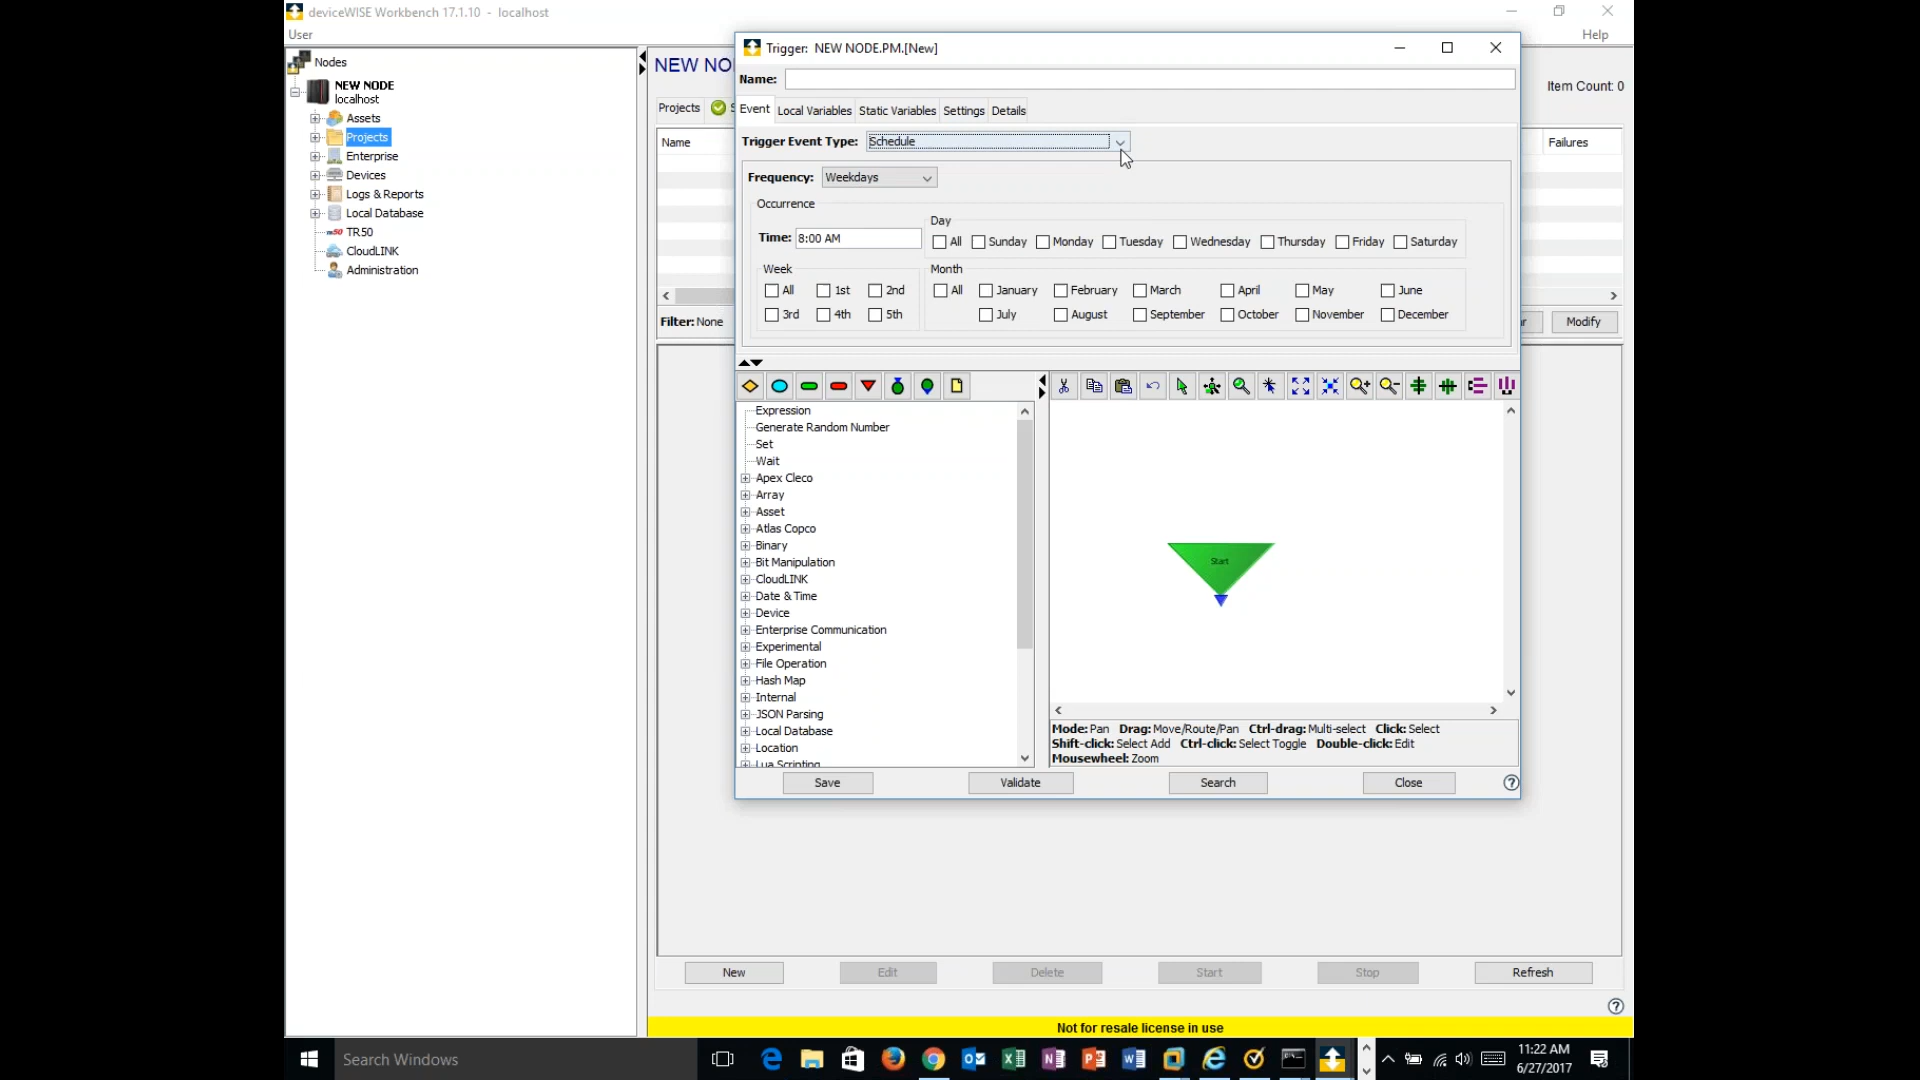 deviceWISE Workbench 17.1.10 - localhost
User
Help
Nodes
NEW NODE
localhost
Assets
Projects
Enterprise
Devices
Logs & Reports
Local Database
TR50
CloudLINK
Administration
NEW NO
Item Count: 0
Projects
Name
Failures
Filter: None
Modify
Trigger: NEW NODE.PM.[New]
Name:
Event Local Variables Static Variables Settings Details
Trigger Event Type: Schedule
Frequency: Weekdays
Occurrence
Time: 8:00 AM
Day
All Sunday Monday Tuesday Wednesday Thursday Friday Saturday
Week
All 1st 2nd
3rd 4th 5th
Month
All January February March April May June
July August September October November December
Expression
Generate Random Number
Set
Wait
Apex Cleco
Array
Asset
Atlas Copco
Binary
Bit Manipulation
CloudLINK
Date & Time
Device
Enterprise Communication
Experimental
File Operation
Hash Map
Internal
JSON Parsing
Local Database
Location
Lua Scripting
Start
Mode: Pan Drag: Move/Route/Pan Ctrl-drag: Multi-select Click: Select
Shift-click: Select Add Ctrl-click: Select Toggle Double-click: Edit
Mousewheel: Zoom
Save Validate Search Close
New Edit Delete Start Stop Refresh
Not for resale license in use
Search Windows
11:22 AM
6/27/2017